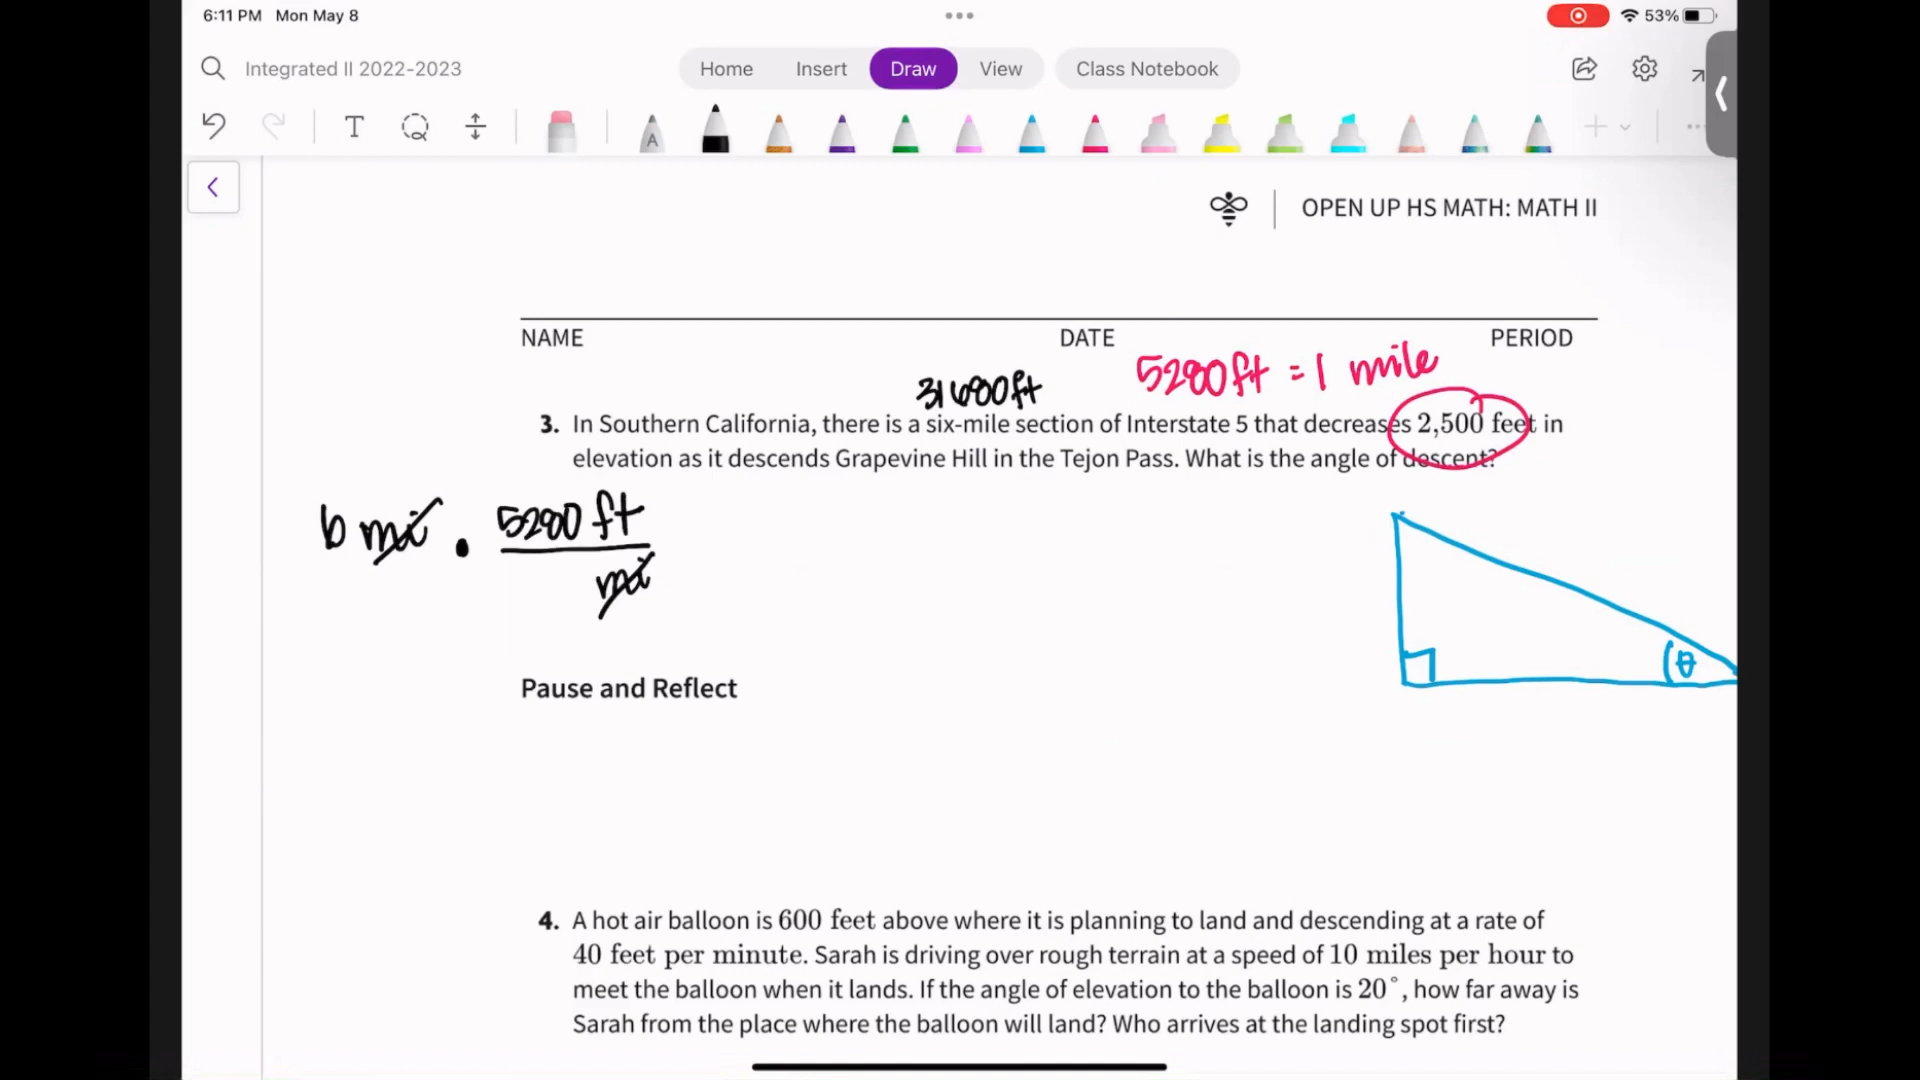 6:11 PM Mon May 8
53%
Integrated II 2022-2023
Home Insert Draw View Class Notebook
T
A
OPEN UP HS MATH: MATH II
NAME DATE PERIOD
5280ft = 1 mile
31680ft
3. In Southern California, there is a six-mile section of Interstate 5 that decreases 2,500 feet in
elevation as it descends Grapevine Hill in the Tejon Pass. What is the angle of descent?
6 mi · 5280 ft
mi
θ
Pause and Reflect
4. A hot air balloon is 600 feet above where it is planning to land and descending at a rate of
40 feet per minute. Sarah is driving over rough terrain at a speed of 10 miles per hour to
meet the balloon when it lands. If the angle of elevation to the balloon is 20°, how far away is
Sarah from the place where the balloon will land? Who arrives at the landing spot first?